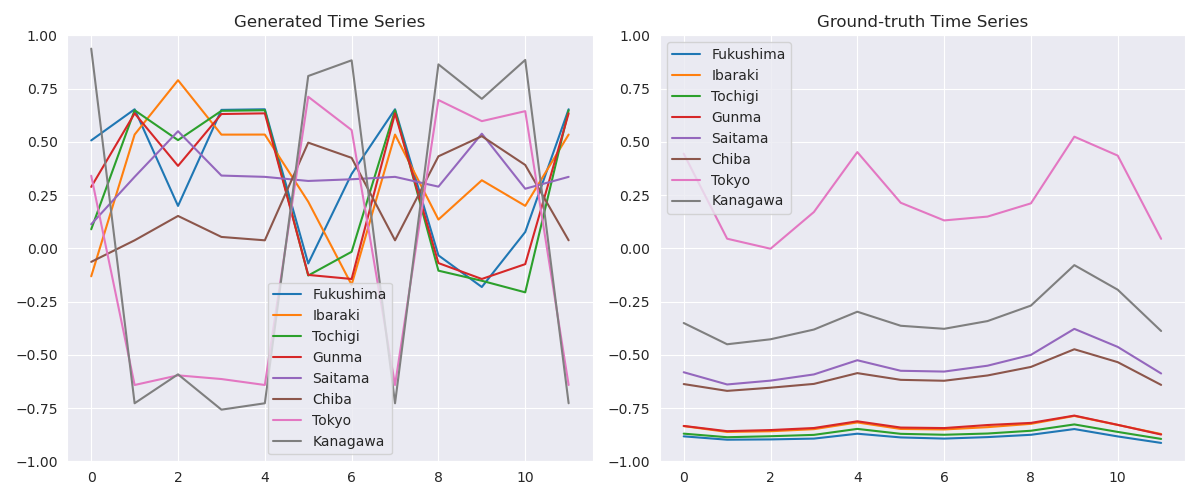 Generated Time Series
1.00
0.75
0.50
0.25
0.00
−0.25
−0.50
−0.75
−1.00
0 2 4 6 8 10
Fukushima
Ibaraki
Tochigi
Gunma
Saitama
Chiba
Tokyo
Kanagawa
Ground-truth Time Series
1.00
0.75
0.50
0.25
0.00
−0.25
−0.50
−0.75
−1.00
0 2 4 6 8 10
Fukushima
Ibaraki
Tochigi
Gunma
Saitama
Chiba
Tokyo
Kanagawa